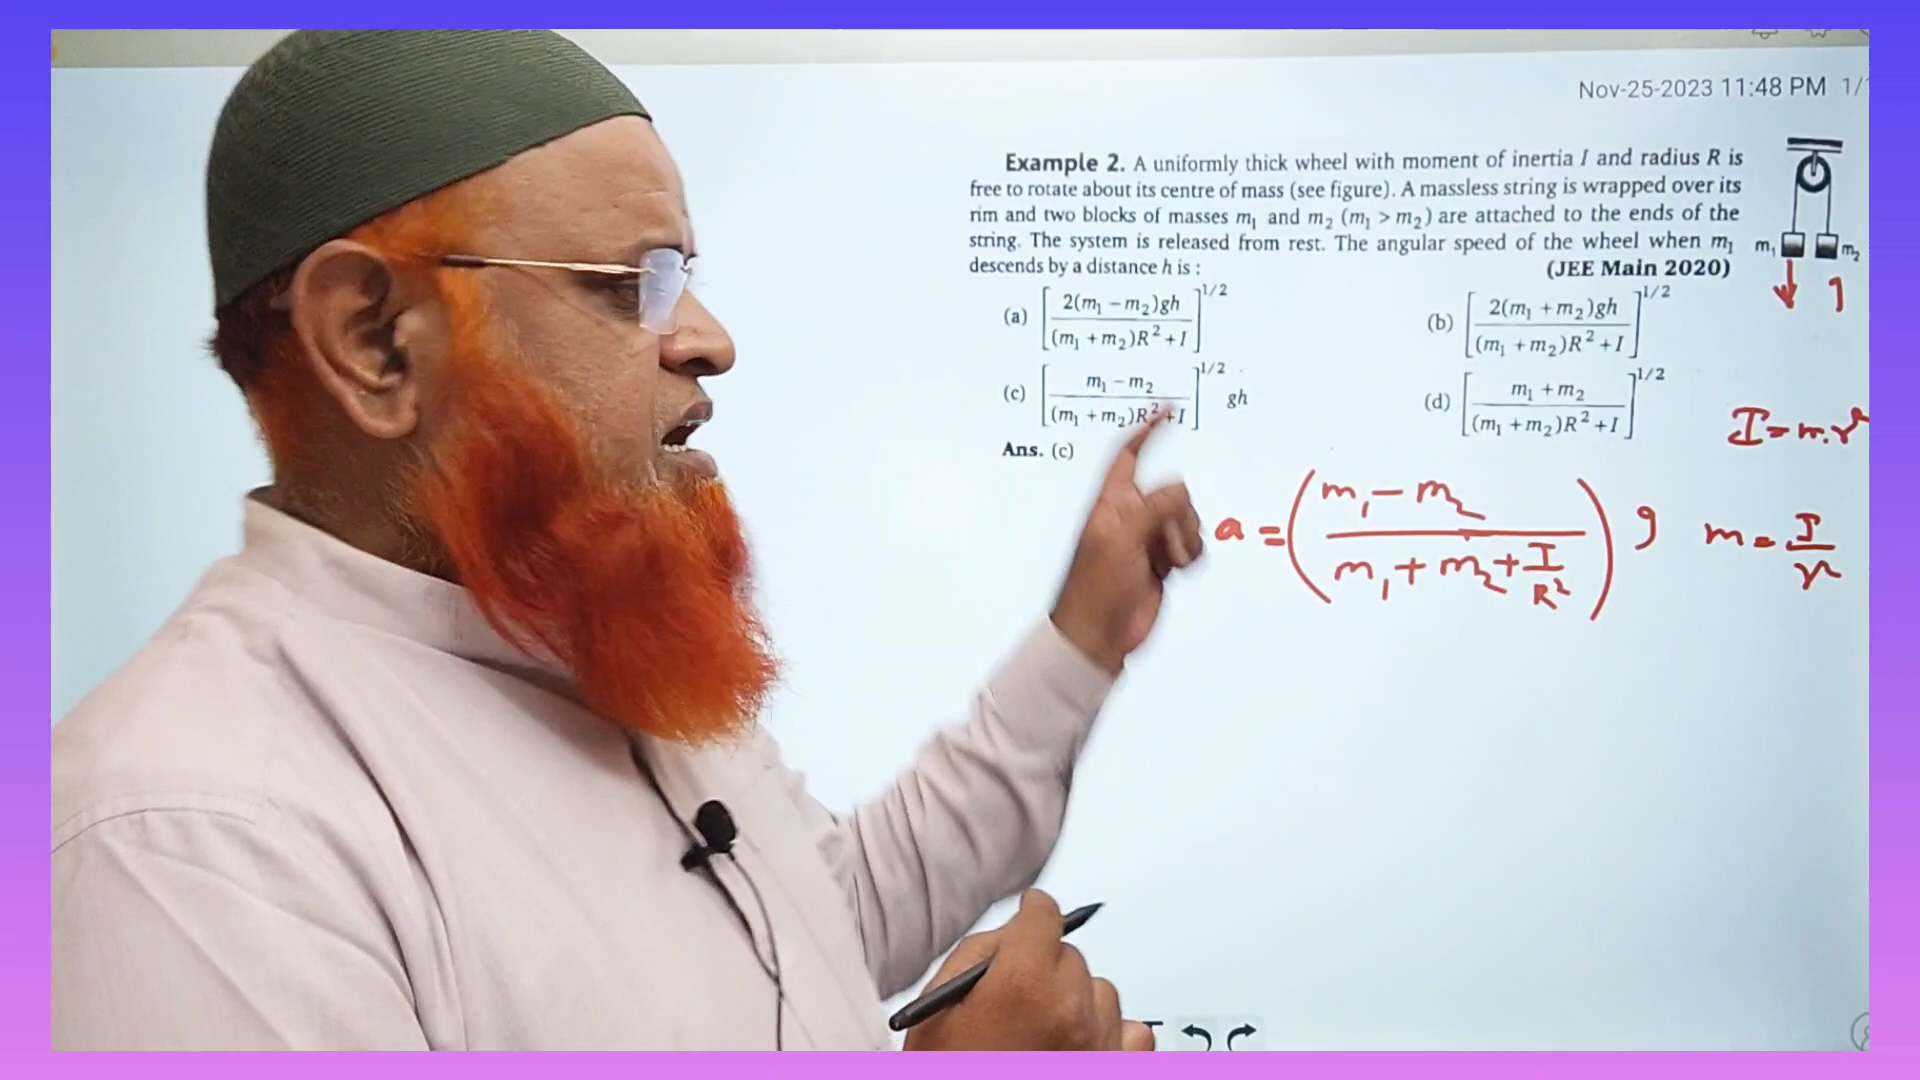 Nov-25-2023 11:48 PM 1/
Example 2. A uniformly thick wheel with moment of inertia I and radius R is
free to rotate about its centre of mass (see figure). A massless string is wrapped over its
rim and two blocks of masses m₁ and m₂ (m₁ > m₂) are attached to the ends of the
string. The system is released from rest. The angular speed of the wheel when m₁
descends by a distance h is :
(JEE Main 2020)
m₁ m₂
(a) [2(m₁ − m₂)gh / (m₁ + m₂)R² + I]^1/2
(b) [2(m₁ + m₂)gh / (m₁ + m₂)R² + I]^1/2
(c) [m₁ − m₂ / (m₁ + m₂)R² + I]^1/2 gh
(d) [m₁ + m₂ / (m₁ + m₂)R² + I]^1/2
Ans. (c)
I = m.r²
a = (m₁ − m₂ / m₁ + m₂ + I/R²) g
m = I/r